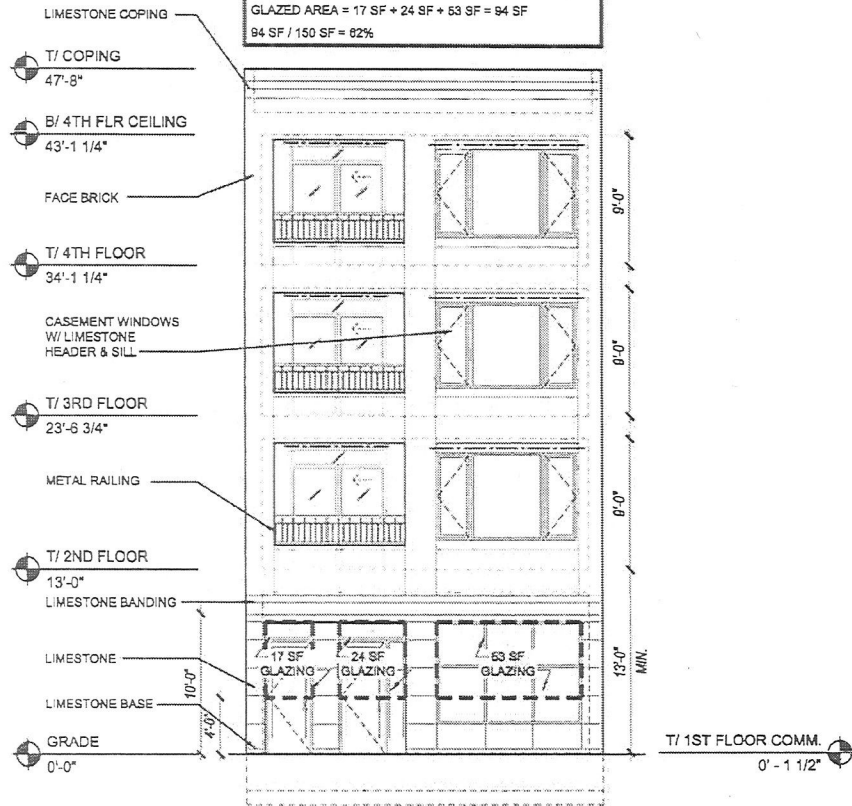 GLAZED AREA = 17 SF + 24 SF + 53 SF = 94 SF
94 SF / 150 SF = 62%
LIMESTONE COPING
T/ COPING
47'-8"
B/ 4TH FLR CEILING
43'-1 1/4"
FACE BRICK
9'-0"
T/ 4TH FLOOR
34'-1 1/4"
CASEMENT WINDOWS
W/ LIMESTONE
HEADER & SILL
9'-0"
T/ 3RD FLOOR
23'-6 3/4"
METAL RAILING
9'-0"
T/ 2ND FLOOR
13'-0"
LIMESTONE BANDING
LIMESTONE
17 SF
GLAZING
24 SF
GLAZING
53 SF
GLAZING
13'-0"
MIN.
10'-0"
LIMESTONE BASE
4'-0"
GRADE
0'-0"
T/ 1ST FLOOR COMM.
0' - 1 1/2"